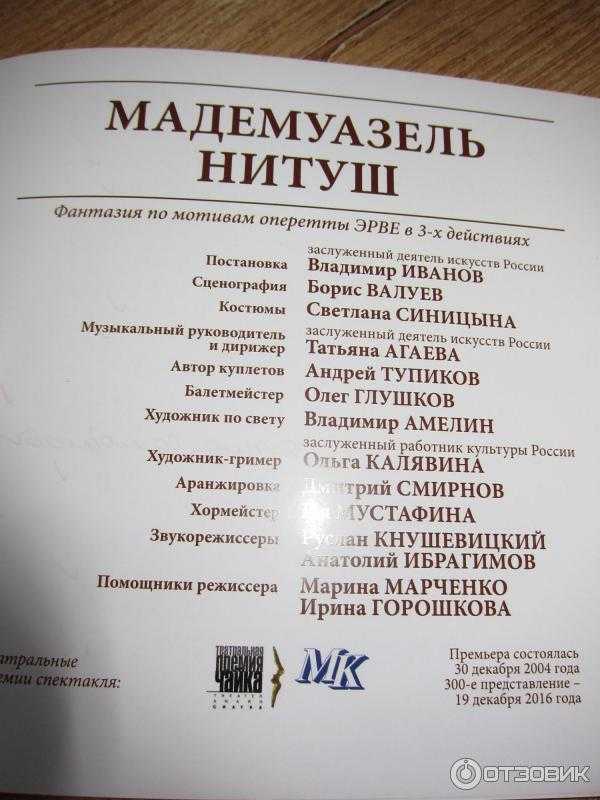 МАДЕМУАЗЕЛЬ
НИТУШ
Фантазия по мотивам оперетты ЭРВЕ в 3-х действиях
заслуженный деятель искусств России
Постановка Владимир ИВАНОВ
Сценография Борис ВАЛУЕВ
Костюмы Светлана СИНИЦЫНА
Музыкальный руководитель заслуженный деятель искусств России
и дирижер Татьяна АГАЕВА
Автор куплетов Андрей ТУПИКОВ
Балетмейстер Олег ГЛУШКОВ
Художник по свету Владимир АМЕЛИН
заслуженный работник культуры России
Художник-гример Ольга КАЛЯВИНА
Аранжировка Дмитрий СМИРНОВ
Хормейстер МУСТАФИНА
Звукорежиссеры Руслан КНУШЕВИЦКИЙ
Анатолий ИБРАГИМОВ
Помощники режиссера Марина МАРЧЕНКО
Ирина ГОРОШКОВА
атральные
емии спектакля:
ТЕАТРАЛЬНАЯ
ПРЕМИЯ
ЧАЙКА
THEATER
AWARD
CHAYKA
МК
Премьера состоялась
30 декабря 2004 года
300-е представление –
19 декабря 2016 года
ОТЗОВИК